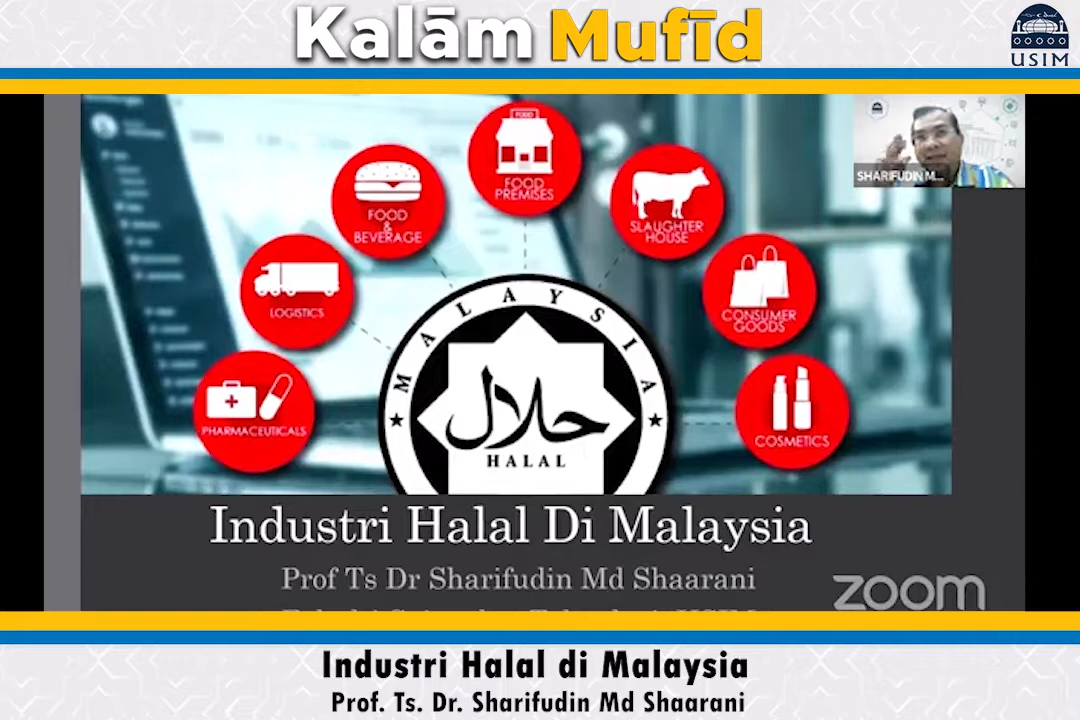 Kalām Mufīd
USIM
FOOD
FOOD
PREMISES
FOOD
&
BEVERAGE
SLAUGHTER
HOUSE
SHARIFUDIN M...
LOGISTICS
CONSUMER
GOODS
PHARMACEUTICALS
COSMETICS
MALAYSIA
حلال
HALAL
Industri Halal Di Malaysia
Prof Ts Dr Sharifudin Md Shaarani
zoom
Industri Halal di Malaysia
Prof. Ts. Dr. Sharifudin Md Shaarani